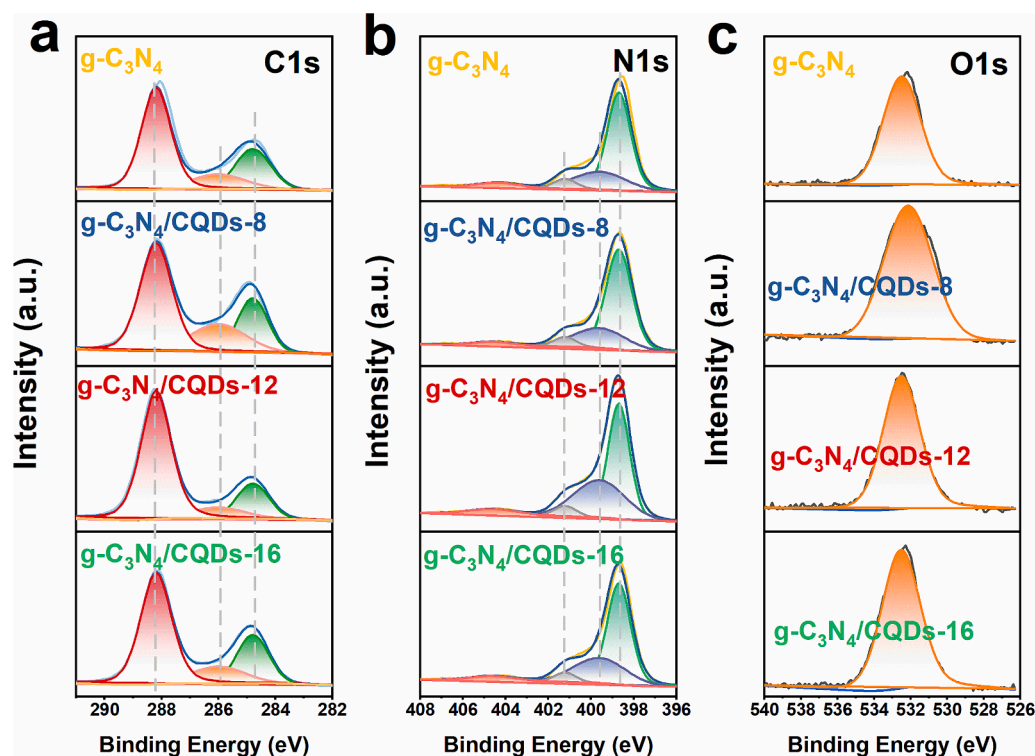 a
C1s
g-C₃N₄
g-C₃N₄/CQDs-8
g-C₃N₄/CQDs-12
g-C₃N₄/CQDs-16
Intensity (a.u.)
Intensity (a.u.)
290 288 286 284 282
Binding Energy (eV)
b
N1s
g-C₃N₄
g-C₃N₄/CQDs-8
g-C₃N₄/CQDs-12
g-C₃N₄/CQDs-16
Intensity (a.u.)
Intensity (a.u.)
408 406 404 402 400 398 396
Binding Energy (eV)
c
O1s
g-C₃N₄
g-C₃N₄/CQDs-8
g-C₃N₄/CQDs-12
g-C₃N₄/CQDs-16
Intensity (a.u.)
540 538 536 534 532 530 528 526
Binding Energy (eV)